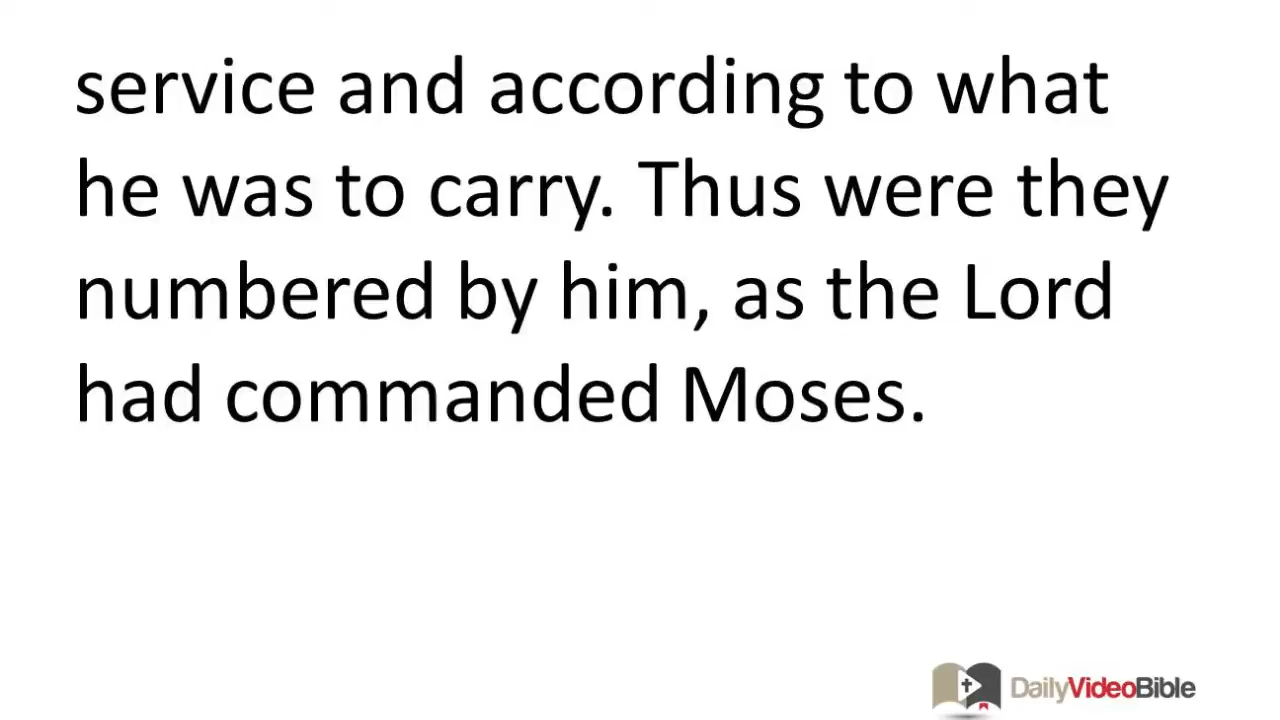 service and according to what
he was to carry. Thus were they
numbered by him, as the Lord
had commanded Moses.
DailyVideoBible